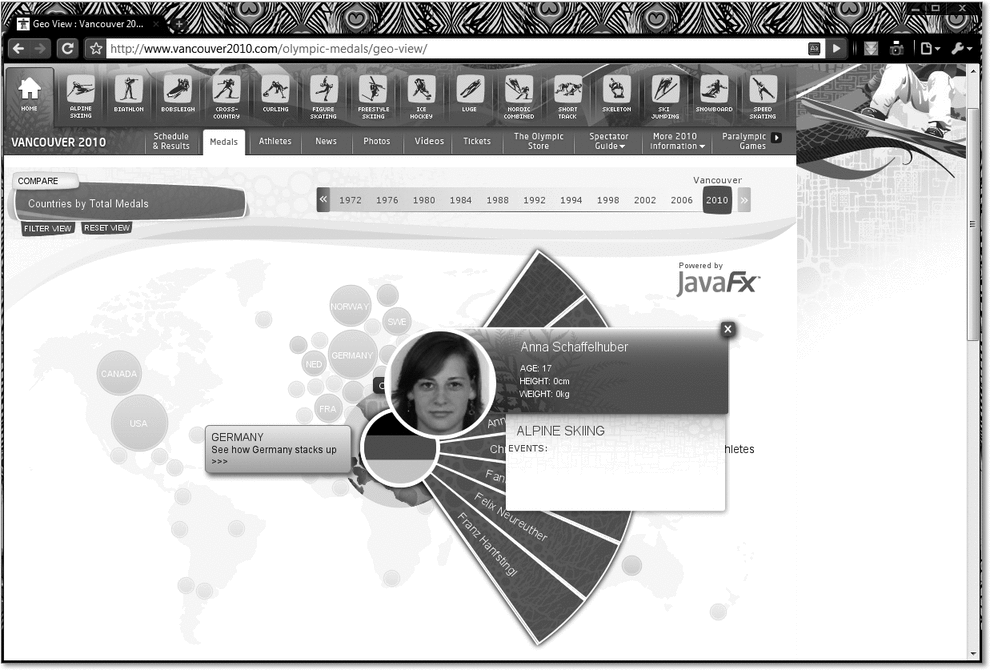 Geo View : Vancouver 20...
http://www.vancouver2010.com/olympic-medals/geo-view/
HOME
ALPINE SKIING
BIATHLON
BOBSLEIGH
CROSS-COUNTRY
CURLING
FIGURE SKATING
FREESTYLE SKIING
ICE HOCKEY
LUGE
NORDIC COMBINED
SHORT TRACK
SKELETON
SKI JUMPING
SNOWBOARD
SPEED SKATING
VANCOUVER 2010
Schedule & Results
Medals
Athletes
News
Photos
Videos
Tickets
The Olympic Store
Spectator Guide
More 2010 Information
Paralympic Games
COMPARE
Countries by Total Medals
FILTER VIEW
RESET VIEW
Vancouver
« 1972 1976 1980 1984 1988 1992 1994 1998 2002 2006 2010 »
Powered by
JavaFX™
NORWAY
SWE
CANADA
NED
GERMANY
USA
FRA
Anna Schaffelhuber
AGE: 17
HEIGHT: 0cm
WEIGHT: 0kg
ALPINE SKIING
EVENTS:
GERMANY
See how Germany stacks up
>>>
Ann
Ch
hletes
Fan
Felix Neureuther
Franz Hanfstingl